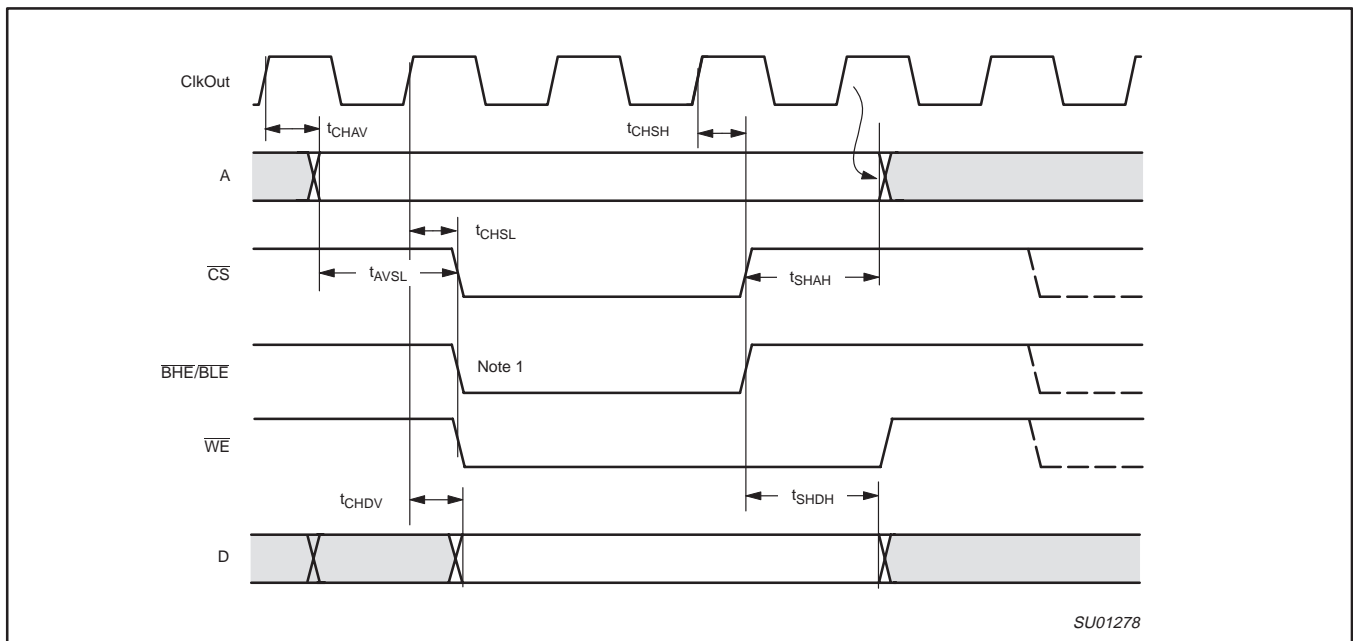 ClkOut
tCHAV
tCHSH
A
tCHSL
CS
tAVSL
tSHAH
BHE/BLE
Note 1
WE
tCHDV
tSHDH
D
SU01278